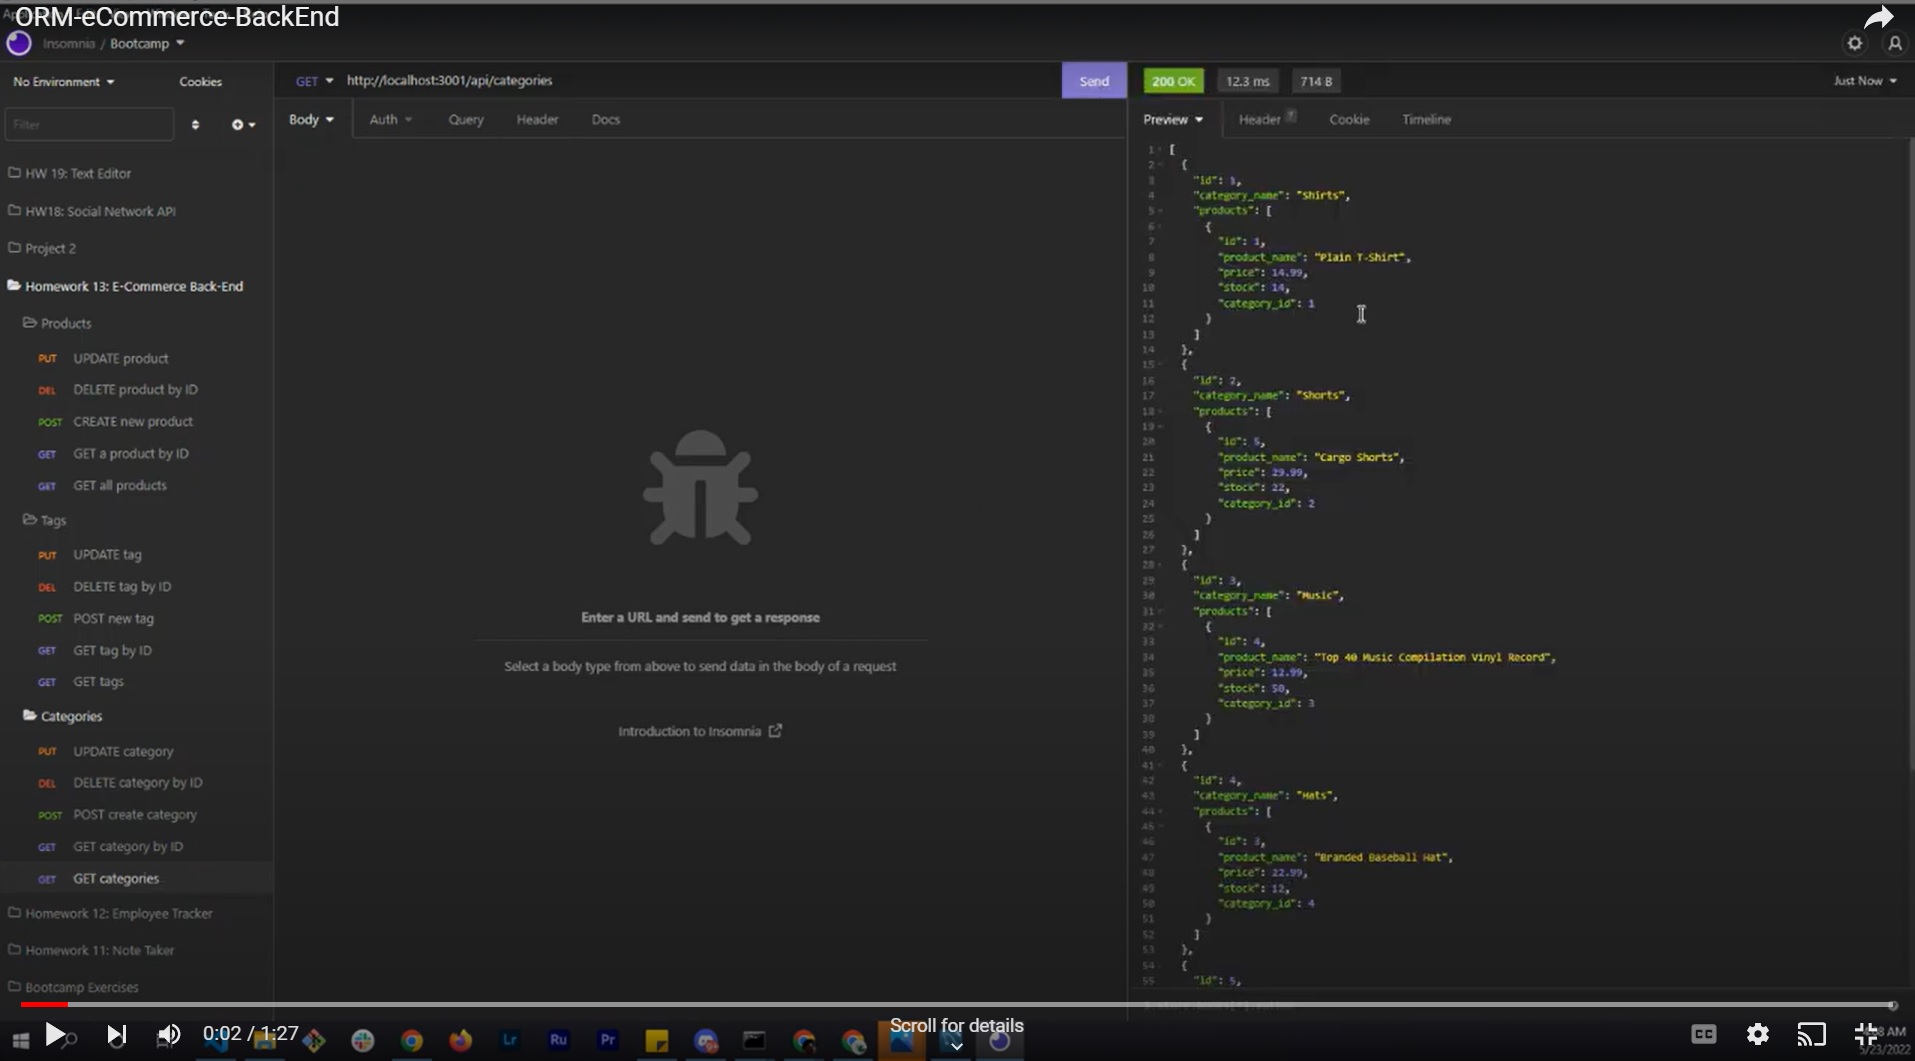 ORM-eCommerce-BackEnd
Insomnia / Bootcamp
No Environment
Cookies
GET http://localhost:3001/api/categories
Send
200 OK
12.3 ms
714 B
Just Now
Filter
Body
Auth
Query
Header
Docs
Preview
Header 7
Cookie
Timeline
HW 19: Text Editor
HW18: Social Network API
Project 2
Homework 13: E-Commerce Back-End
Products
PUT UPDATE product
DEL DELETE product by ID
POST CREATE new product
GET GET a product by ID
GET GET all products
Tags
PUT UPDATE tag
DEL DELETE tag by ID
POST POST new tag
GET GET tag by ID
GET GET tags
Categories
PUT UPDATE category
DEL DELETE category by ID
POST POST create category
GET GET category by ID
GET GET categories
Homework 12: Employee Tracker
Homework 11: Note Taker
Bootcamp Exercises
Enter a URL and send to get a response
Select a body type from above to send data in the body of a request
Introduction to Insomnia
1 [
2 {
3 "id": 1,
4 "category_name": "Shirts",
5 "products": [
6 {
7 "id": 1,
8 "product_name": "Plain T-Shirt",
9 "price": 14.99,
10 "stock": 14,
11 "category_id": 1
12 }
13 ]
14 },
15 {
16 "id": 2,
17 "category_name": "Shorts",
18 "products": [
19 {
20 "id": 5,
21 "product_name": "Cargo Shorts",
22 "price": 29.99,
23 "stock": 22,
24 "category_id": 2
25 }
26 ]
27 },
28 {
29 "id": 3,
30 "category_name": "Music",
31 "products": [
32 {
33 "id": 4,
34 "product_name": "Top 40 Music Compilation Vinyl Record",
35 "price": 12.99,
36 "stock": 50,
37 "category_id": 3
38 }
39 ]
40 },
41 {
42 "id": 4,
43 "category_name": "Hats",
44 "products": [
45 {
46 "id": 3,
47 "product_name": "Branded Baseball Hat",
48 "price": 22.99,
49 "stock": 12,
50 "category_id": 4
51 }
52 ]
53 },
54 {
55 "id": 5,
0:02 / 1:27
Scroll for details
Lr
Ru
Pr
CC
AM
5/23/2022